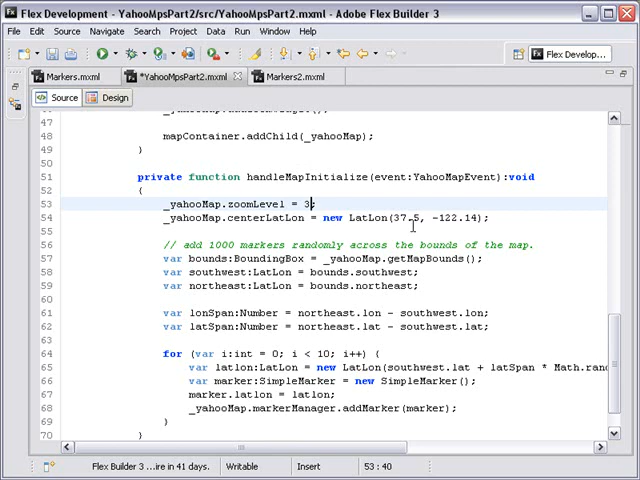 Flex Development - YahooMpsPart2/src/YahooMpsPart2.mxml - Adobe Flex Builder 3
File Edit Source Navigate Search Project Data Run Window Help
Flex Develop...
Markers.mxml *YahooMpsPart2.mxml Markers2.mxml
Source Design
47
48 mapContainer.addChild(_yahooMap);
49 }
50
51 private function handleMapInitialize(event:YahooMapEvent):void
52 {
53 _yahooMap.zoomLevel = 3;
54 _yahooMap.centerLatLon = new LatLon(37.5, -122.14);
55
56 // add 1000 markers randomly across the bounds of the map.
57 var bounds:BoundingBox = _yahooMap.getMapBounds();
58 var southwest:LatLon = bounds.southwest;
59 var northeast:LatLon = bounds.northeast;
60
61 var lonSpan:Number = northeast.lon - southwest.lon;
62 var latSpan:Number = northeast.lat - southwest.lat;
63
64 for (var i:int = 0; i < 10; i++) {
65 var latlon:LatLon = new LatLon(southwest.lat + latSpan * Math.ran
66 var marker:SimpleMarker = new SimpleMarker();
67 marker.latlon = latlon;
68 _yahooMap.markerManager.addMarker(marker);
69 }
70 }
Flex Builder 3 ...ire in 41 days. Writable Insert 53 : 40